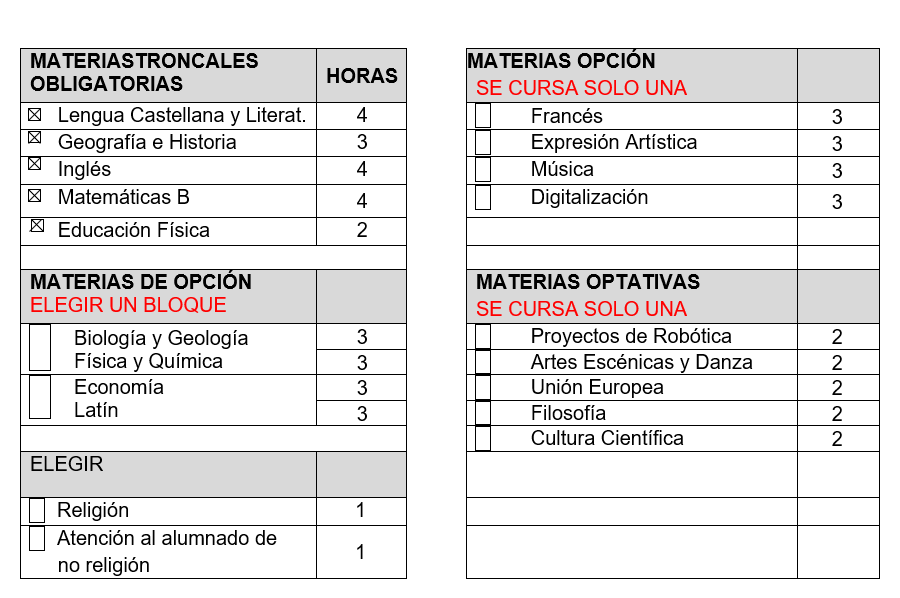 MATERIASTRONCALES
OBLIGATORIAS
HORAS
Lengua Castellana y Literat. 4
Geografía e Historia 3
Inglés 4
Matemáticas B 4
Educación Física 2
MATERIAS DE OPCIÓN
ELEGIR UN BLOQUE
Biología y Geología 3
Física y Química 3
Economía 3
Latín 3
ELEGIR
Religión 1
Atención al alumnado de
no religión 1
MATERIAS OPCIÓN
SE CURSA SOLO UNA
Francés 3
Expresión Artística 3
Música 3
Digitalización 3
MATERIAS OPTATIVAS
SE CURSA SOLO UNA
Proyectos de Robótica 2
Artes Escénicas y Danza 2
Unión Europea 2
Filosofía 2
Cultura Científica 2